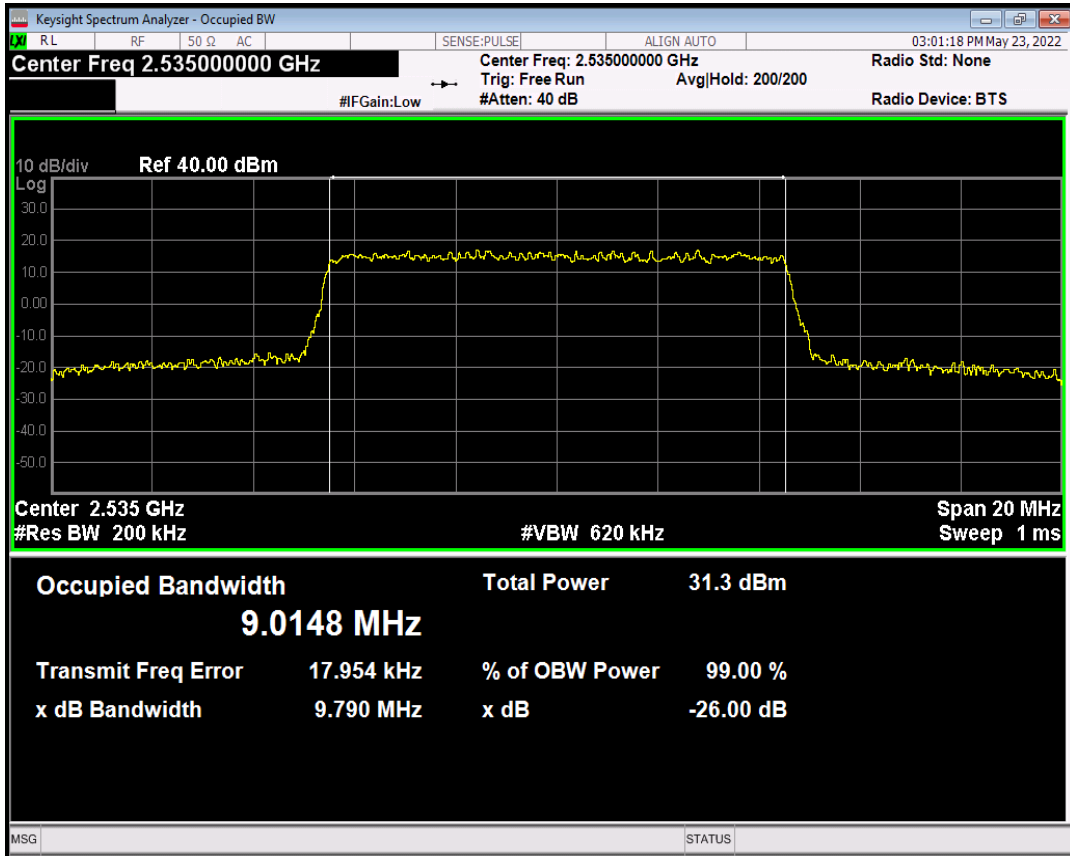 Keysight Spectrum Analyzer - Occupied BW
LXI RL RF 50 Ω AC SENSE:PULSE ALIGN AUTO 03:01:18 PM May 23, 2022
Center Freq 2.535000000 GHz Center Freq: 2.535000000 GHz Radio Std: None
Trig: Free Run Avg|Hold: 200/200
#IFGain:Low #Atten: 40 dB Radio Device: BTS
10 dB/div Ref 40.00 dBm
Log
30.0
20.0
10.0
0.00
-10.0
-20.0
-30.0
-40.0
-50.0
Center 2.535 GHz Span 20 MHz
#Res BW 200 kHz #VBW 620 kHz Sweep 1 ms
Occupied Bandwidth Total Power 31.3 dBm
9.0148 MHz
Transmit Freq Error 17.954 kHz % of OBW Power 99.00 %
x dB Bandwidth 9.790 MHz x dB -26.00 dB
MSG STATUS